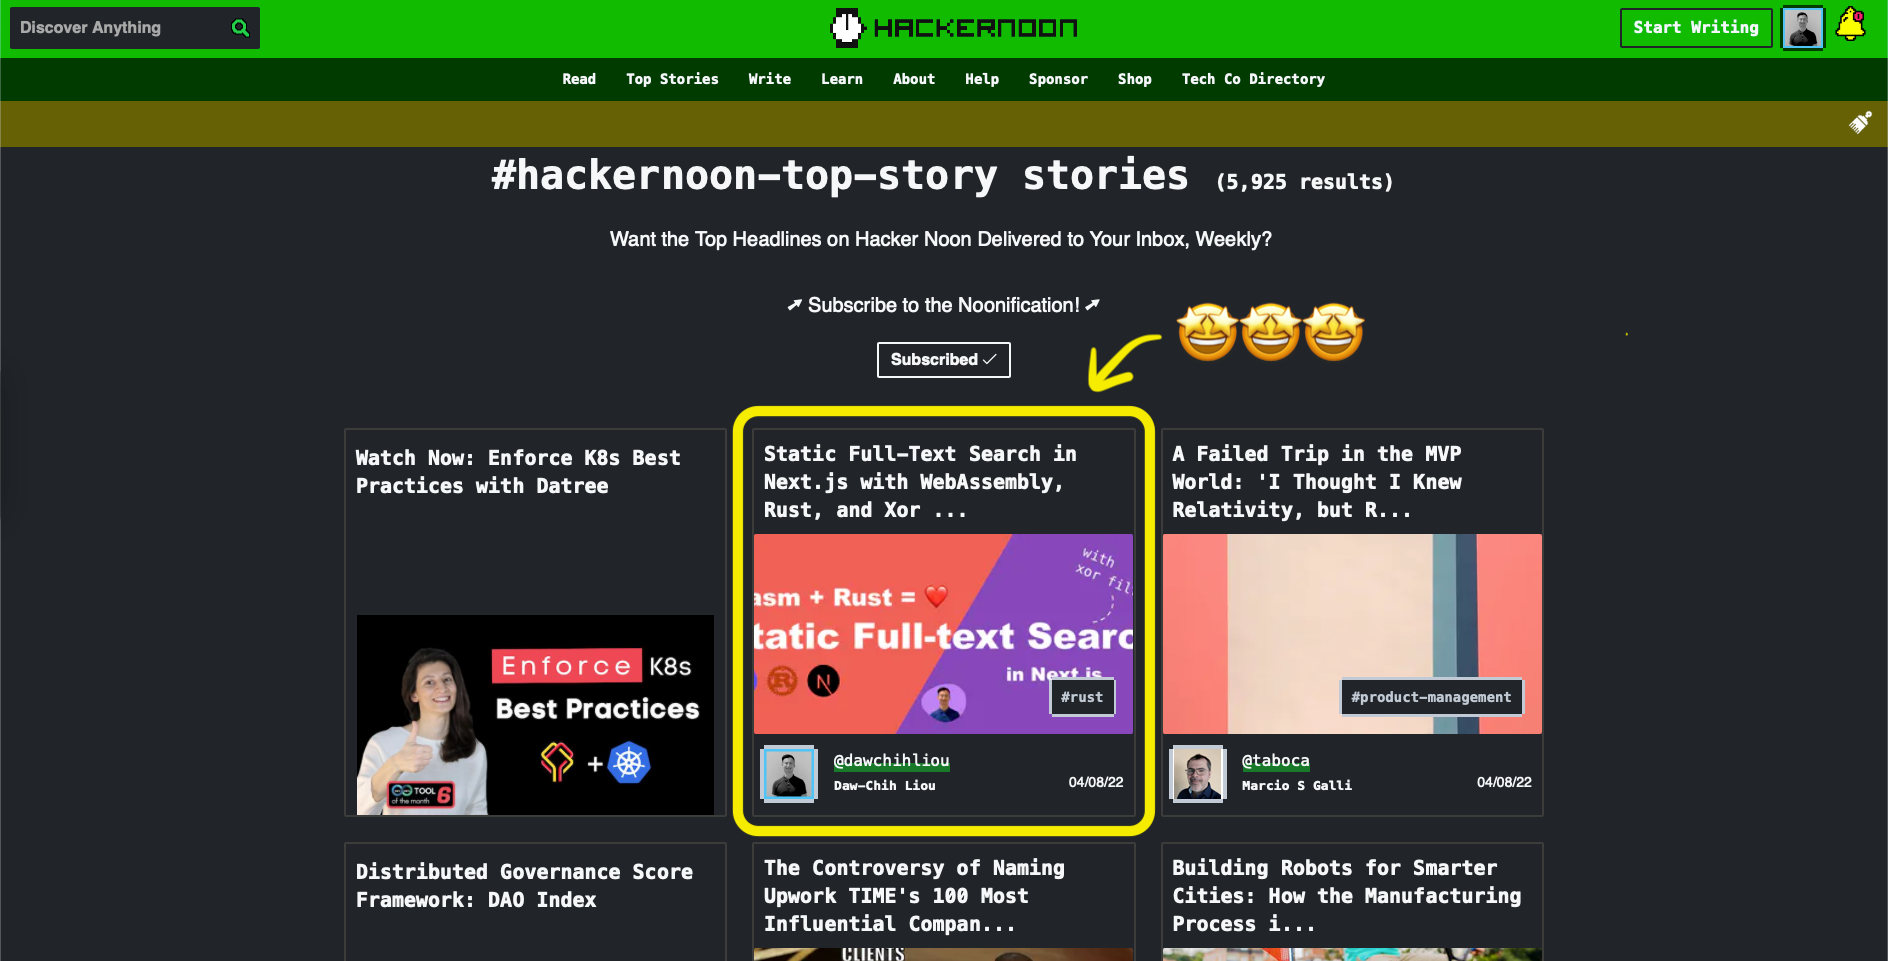 Discover Anything
HACKERNOON
Start Writing
Read Top Stories Write Learn About Help Sponsor Shop Tech Co Directory
#hackernoon-top-story stories (5,925 results)
Want the Top Headlines on Hacker Noon Delivered to Your Inbox, Weekly?
Subscribe to the Noonification!
Subscribed
Watch Now: Enforce K8s Best
Practices with Datree
Enforce K8s
Best Practices
+
TOOL
of the month
6
Static Full-Text Search in
Next.js with WebAssembly,
Rust, and Xor ...
with
xor fil
asm + Rust = ❤️
tatic Full-text Searc
in Next.js
N
#rust
@dawchihliou
Daw-Chih Liou
04/08/22
A Failed Trip in the MVP
World: 'I Thought I Knew
Relativity, but R...
#product-management
@taboca
Marcio S Galli
04/08/22
Distributed Governance Score
Framework: DAO Index
The Controversy of Naming
Upwork TIME's 100 Most
Influential Compan...
CLIENTS
Building Robots for Smarter
Cities: How the Manufacturing
Process i...